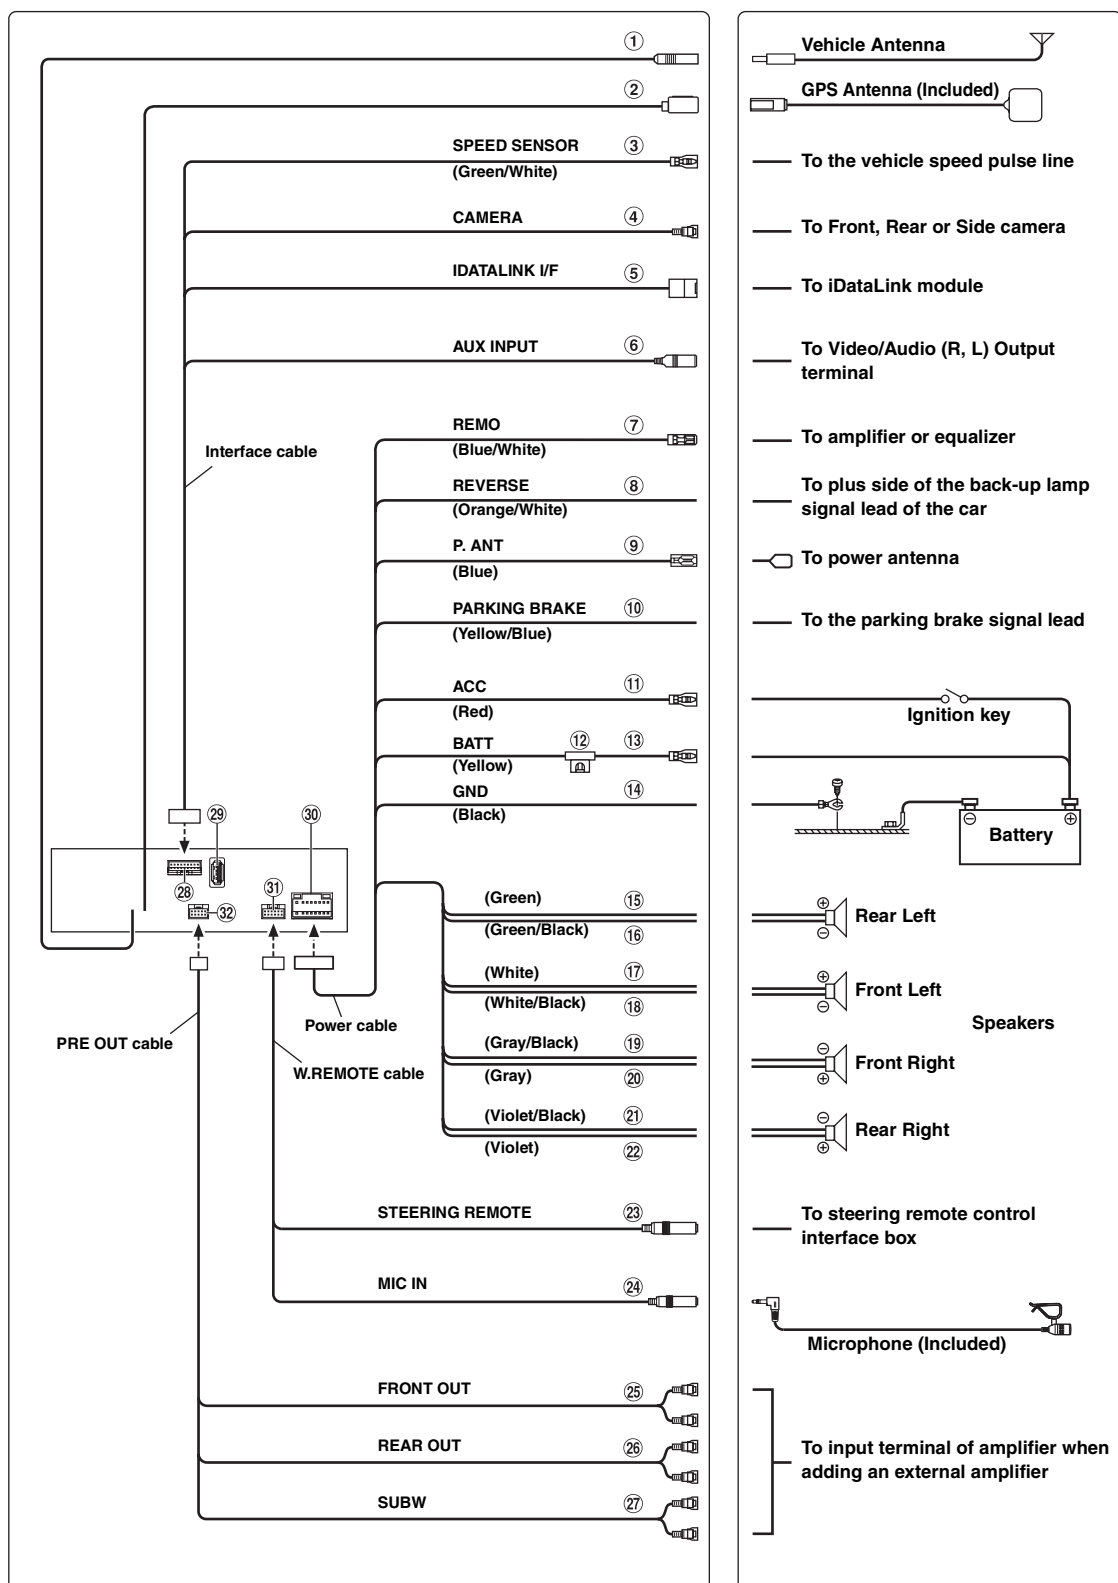 ① Vehicle Antenna
② GPS Antenna (Included)
SPEED SENSOR ③
(Green/White)
To the vehicle speed pulse line
CAMERA ④
To Front, Rear or Side camera
IDATALINK I/F ⑤
To iDataLink module
AUX INPUT ⑥
To Video/Audio (R, L) Output
terminal
Interface cable
REMO ⑦
(Blue/White)
To amplifier or equalizer
REVERSE ⑧
(Orange/White)
To plus side of the back-up lamp
signal lead of the car
P. ANT ⑨
(Blue)
To power antenna
PARKING BRAKE ⑩
(Yellow/Blue)
To the parking brake signal lead
ACC ⑪
(Red)
Ignition key
BATT ⑫ ⑬
(Yellow)
GND ⑭
(Black)
⊖ ⊕
Battery
㉙ ㉚
㉘ ㉛
㉜
(Green) ⑮
(Green/Black) ⑯
⊕
Rear Left
⊖
(White) ⑰
(White/Black) ⑱
⊕
Front Left
⊖
Speakers
Power cable
PRE OUT cable
W.REMOTE cable
(Gray/Black) ⑲
(Gray) ⑳
⊖
Front Right
⊕
(Violet/Black) ㉑
(Violet) ㉒
⊖
Rear Right
⊕
STEERING REMOTE ㉓
To steering remote control
interface box
MIC IN ㉔
Microphone (Included)
FRONT OUT ㉕
REAR OUT ㉖
SUBW ㉗
To input terminal of amplifier when
adding an external amplifier